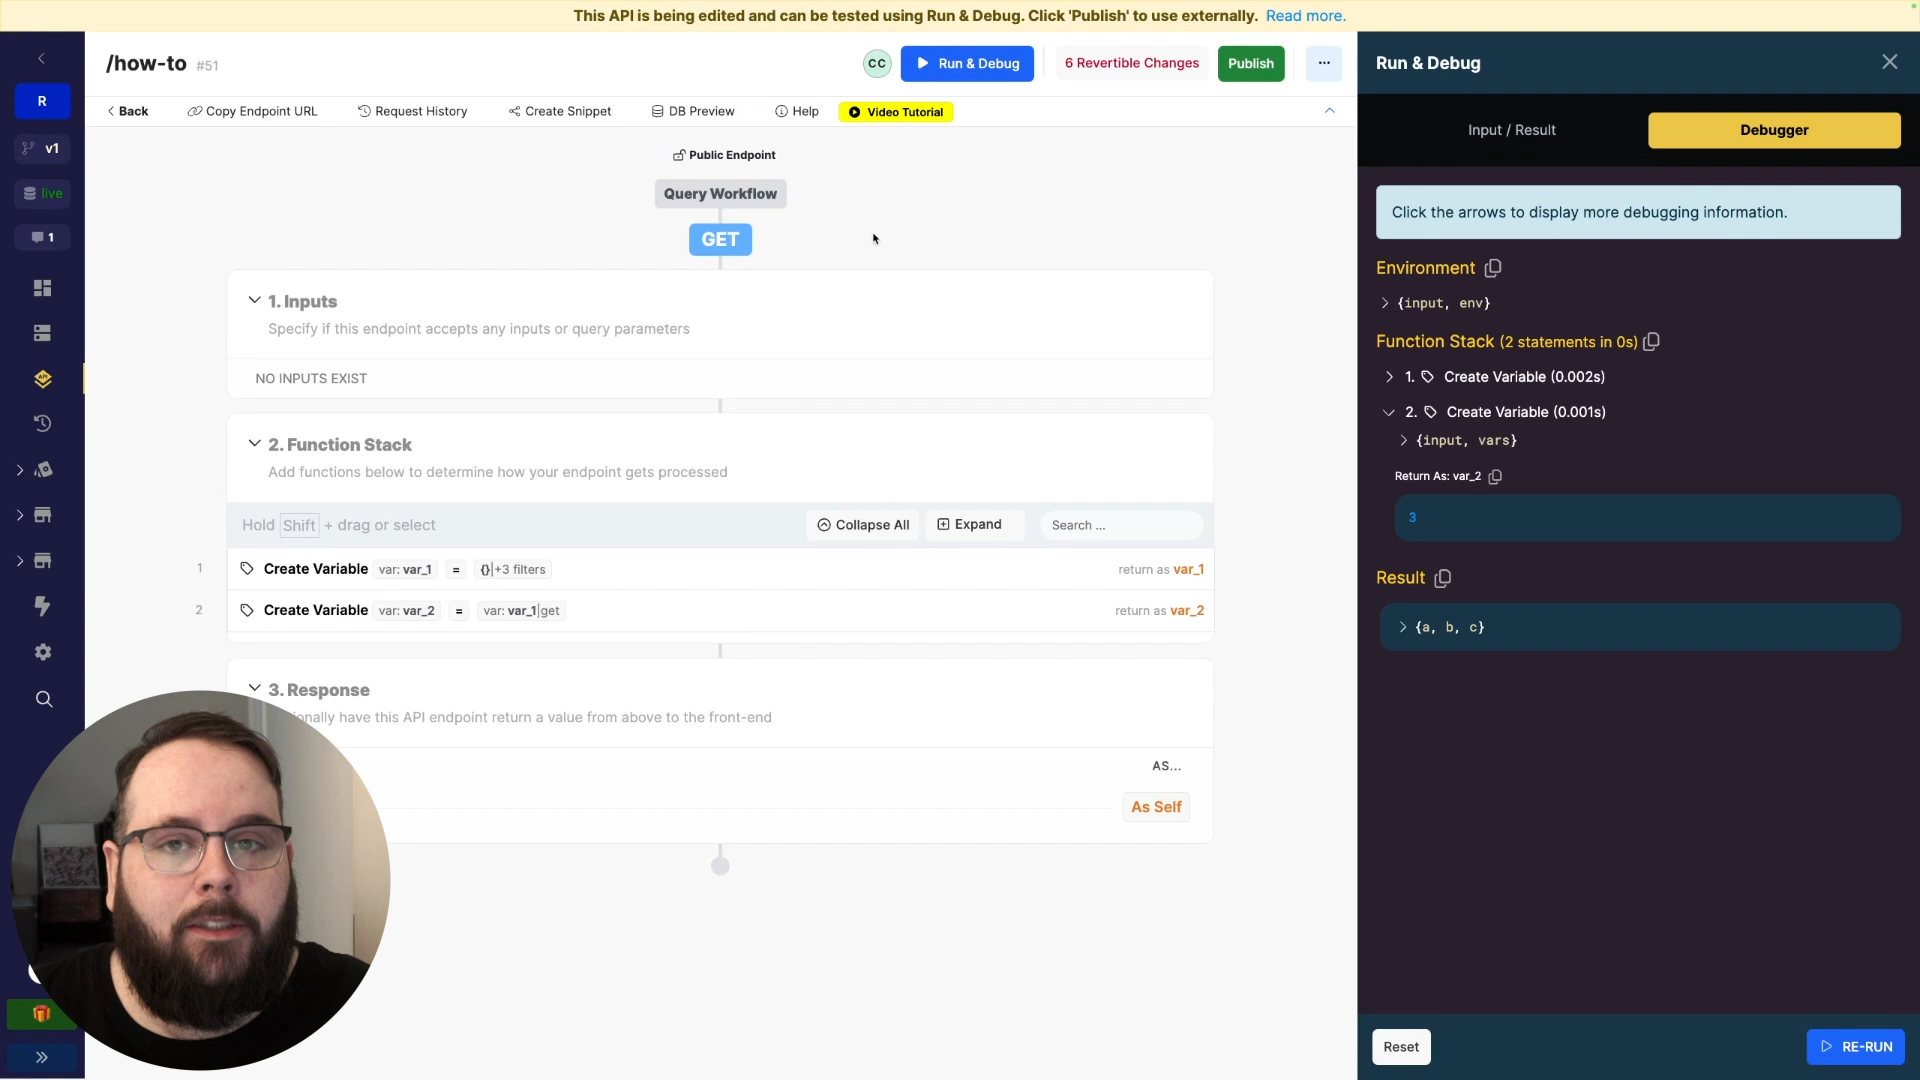 This API is being edited and can be tested using Run & Debug. Click 'Publish' to use externally. Read more.
/how-to #51
CC
Run & Debug
6 Revertible Changes
Publish
...
Back
Copy Endpoint URL
Request History
Create Snippet
DB Preview
Help
Video Tutorial
R
v1
live
1
API
Public Endpoint
Query Workflow
GET
1. Inputs
Specify if this endpoint accepts any inputs or query parameters
NO INPUTS EXIST
2. Function Stack
Add functions below to determine how your endpoint gets processed
Hold Shift + drag or select
Collapse All
Expand
Search ...
1 Create Variable var: var_1 = {}|+3 filters return as var_1
2 Create Variable var: var_2 = var: var_1|get return as var_2
3. Response
ionally have this API endpoint return a value from above to the front-end
AS...
As Self
Run & Debug
Input / Result
Debugger
Click the arrows to display more debugging information.
Environment
{input, env}
Function Stack (2 statements in 0s)
1. Create Variable (0.002s)
2. Create Variable (0.001s)
{input, vars}
Return As: var_2
3
Result
{a, b, c}
Reset
RE-RUN